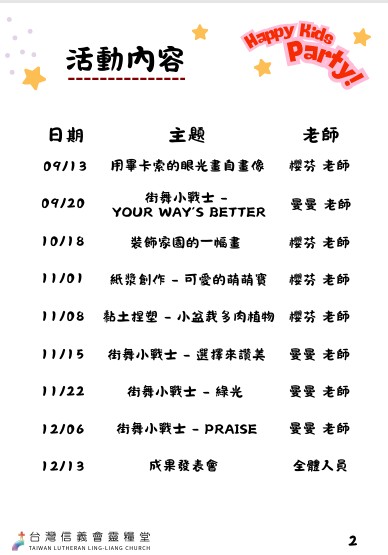 Happy Kids
Party!
活動內容
日期 主題 老師
09/13 用畢卡索的眼光畫自畫像 櫻芬 老師
09/20 街舞小戰士 -
YOUR WAY'S BETTER 曼曼 老師
10/18 裝飾家園的一幅畫 櫻芬 老師
11/01 紙漿創作 - 可愛的萌萌寶 櫻芬 老師
11/08 黏土捏塑 - 小盆栽多肉植物 櫻芬 老師
11/15 街舞小戰士 - 選擇來讚美 曼曼 老師
11/22 街舞小戰士 - 綠光 曼曼 老師
12/06 街舞小戰士 - PRAISE 曼曼 老師
12/13 成果發表會 全體人員
台灣信義會靈糧堂
TAIWAN LUTHERAN LING-LIANG CHURCH
2